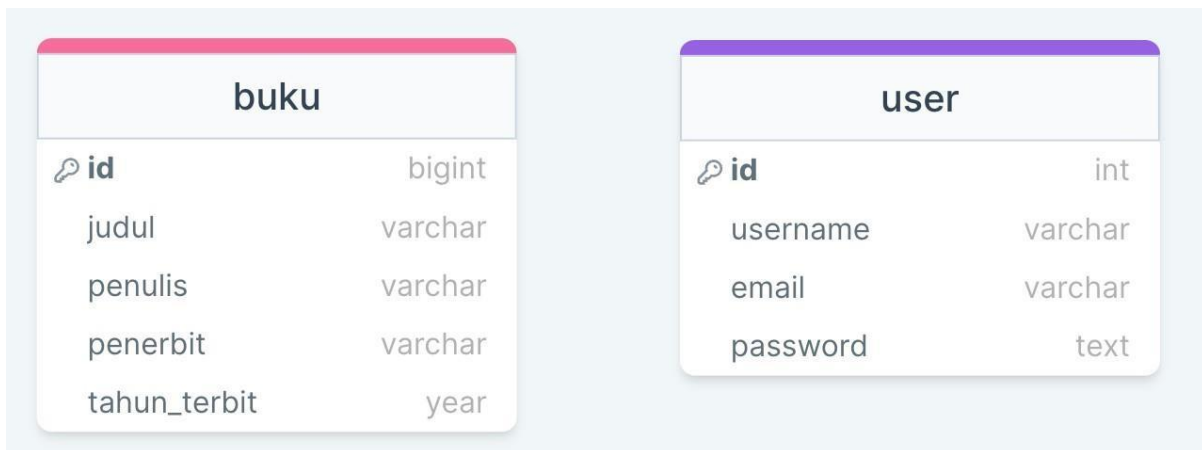 buku
id bigint
judul varchar
penulis varchar
penerbit varchar
tahun_terbit year
user
id int
username varchar
email varchar
password text